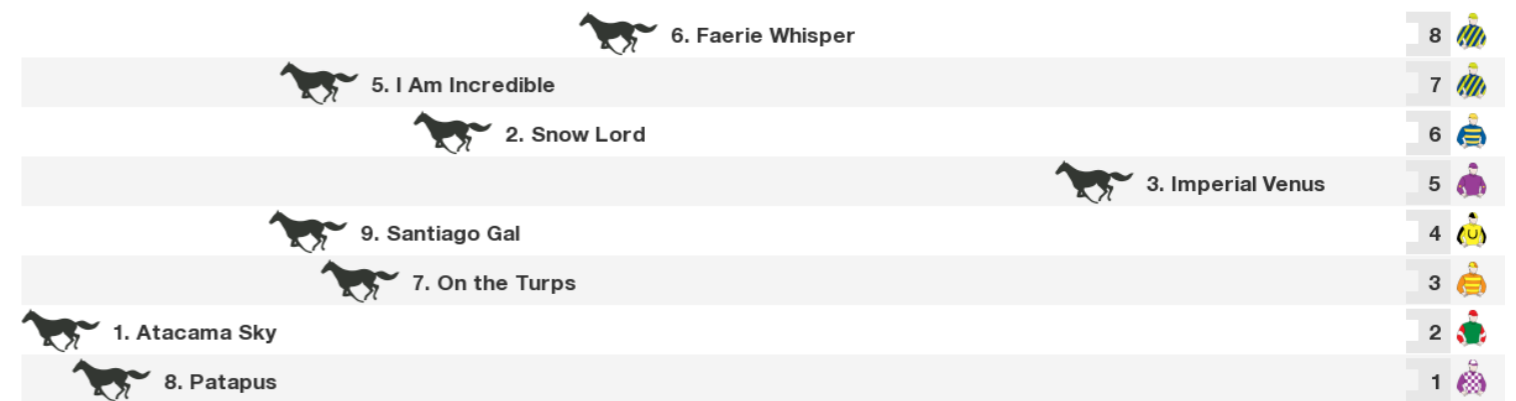 6. Faerie Whisper 8
5. I Am Incredible 7
2. Snow Lord 6
3. Imperial Venus 5
9. Santiago Gal 4
7. On the Turps 3
1. Atacama Sky 2
8. Patapus 1